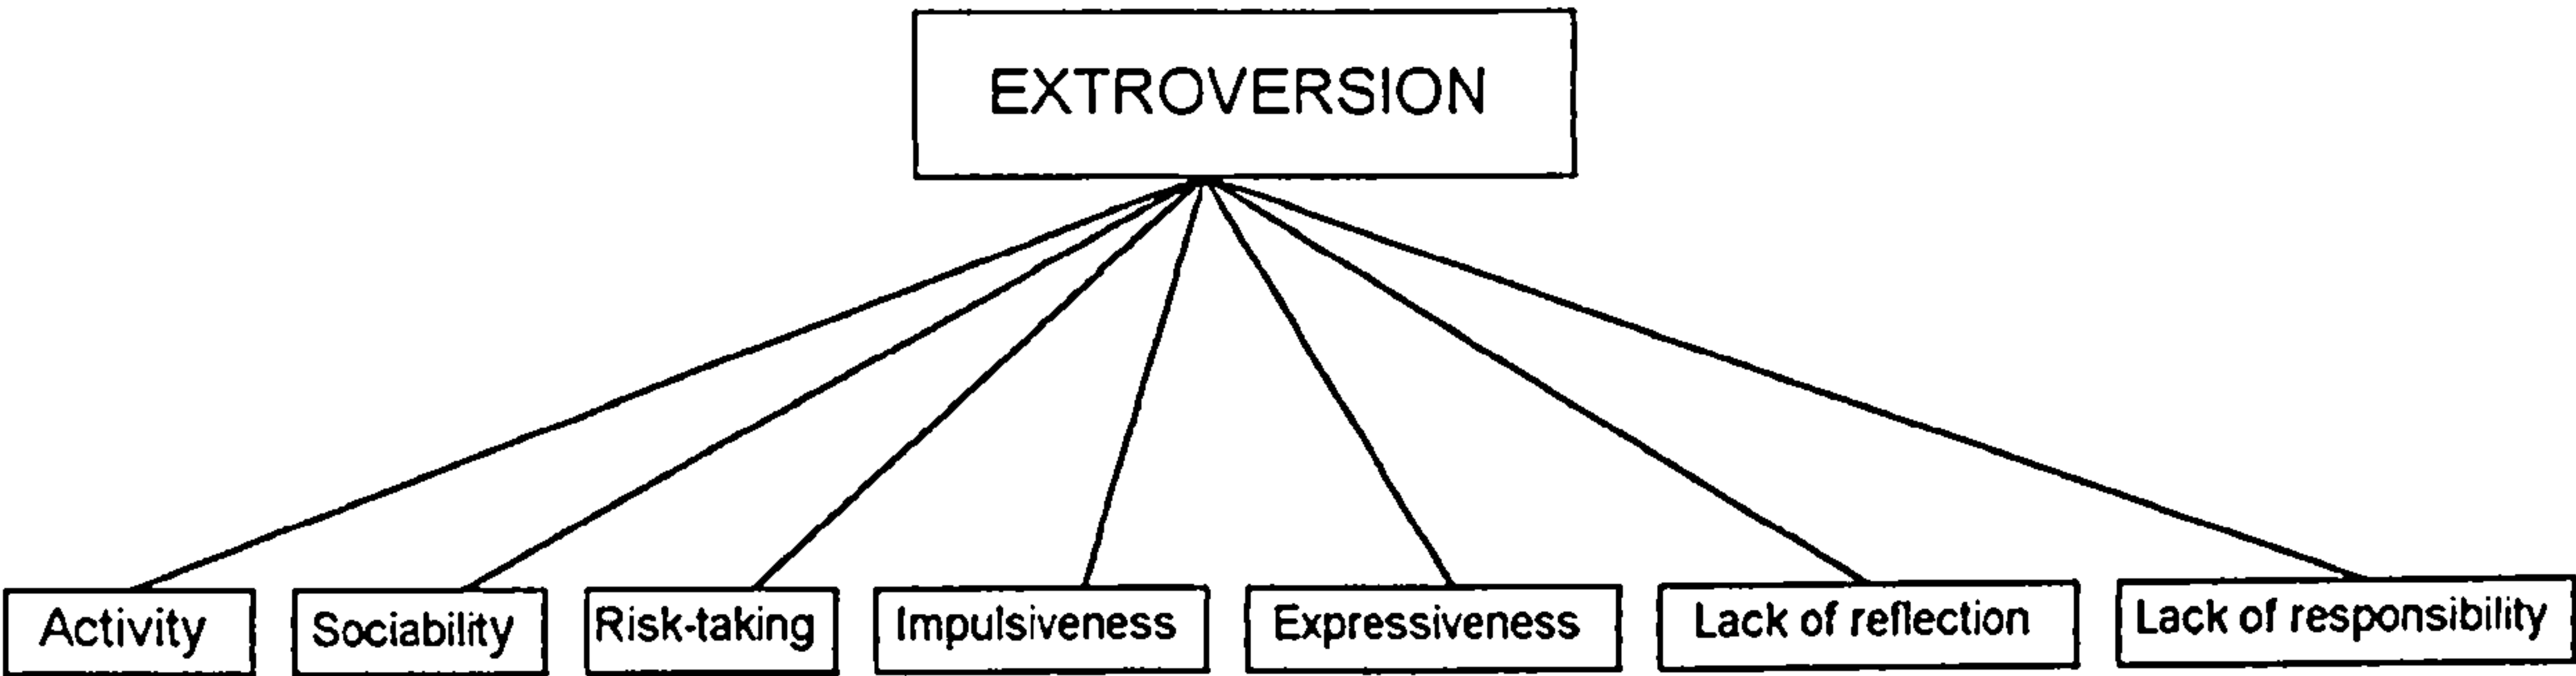 EXTROVERSION
Activity
Sociability
Risk-taking
Impulsiveness
Expressiveness
Lack of reflection
Lack of responsibility